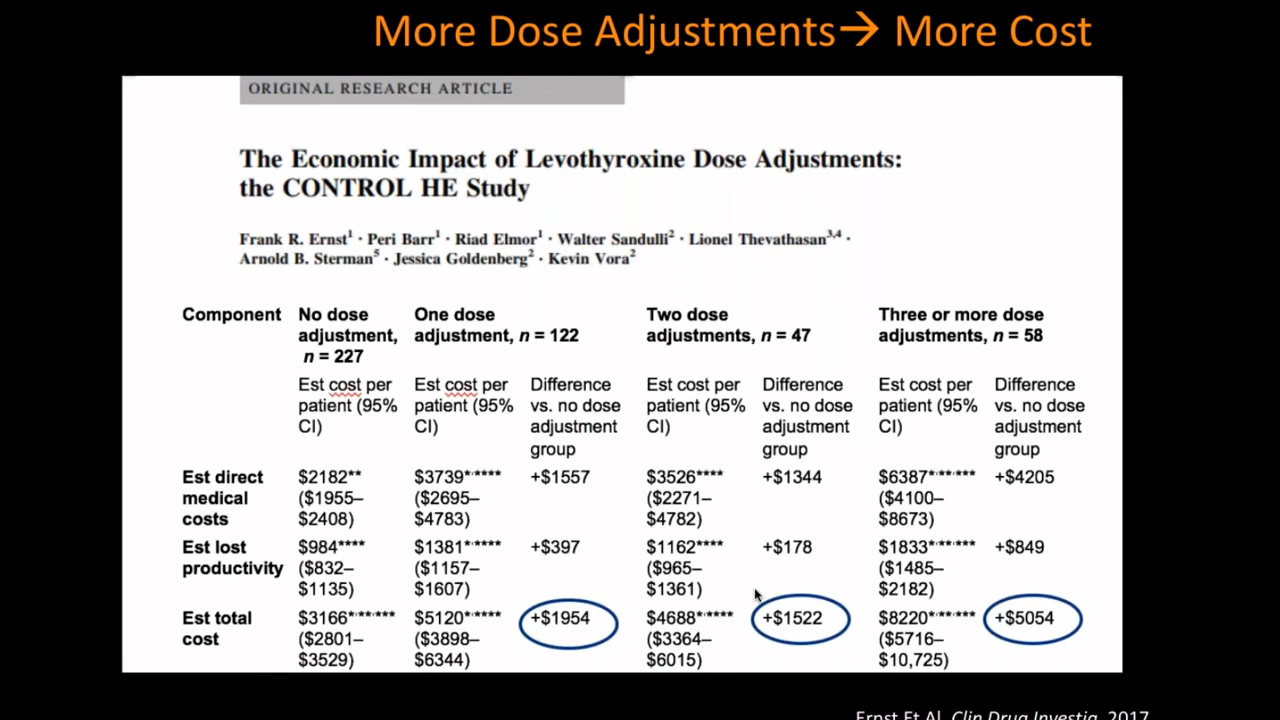 More Dose Adjustments→ More Cost
ORIGINAL RESEARCH ARTICLE
The Economic Impact of Levothyroxine Dose Adjustments:
the CONTROL HE Study
Frank R. Ernst¹ · Peri Barr¹ · Riad Elmor¹ · Walter Sandulli² · Lionel Thevathasan³,⁴ ·
Arnold B. Sterman⁵ · Jessica Goldenberg² · Kevin Vora²
Component No dose adjustment, n = 227 One dose adjustment, n = 122 Two dose adjustments, n = 47 Three or more dose adjustments, n = 58
Est cost per patient (95% CI) Est cost per patient (95% CI) Difference vs. no dose adjustment group Est cost per patient (95% CI) Difference vs. no dose adjustment group Est cost per patient (95% CI) Difference vs. no dose adjustment group
Est direct medical costs $2182** ($1955–$2408) $3739*,**** ($2695–$4783) +$1557 $3526**** ($2271–$4782) +$1344 $6387*,**,*** ($4100–$8673) +$4205
Est lost productivity $984**** ($832–$1135) $1381*,**** ($1157–$1607) +$397 $1162**** ($965–$1361) +$178 $1833*,**,*** ($1485–$2182) +$849
Est total cost $3166*,**,*** ($2801–$3529) $5120*,**** ($3898–$6344) +$1954 $4688*,**** ($3364–$6015) +$1522 $8220*,**,*** ($5716–$10,725) +$5054
Ernst Et Al. Clin Drug Investig. 2017